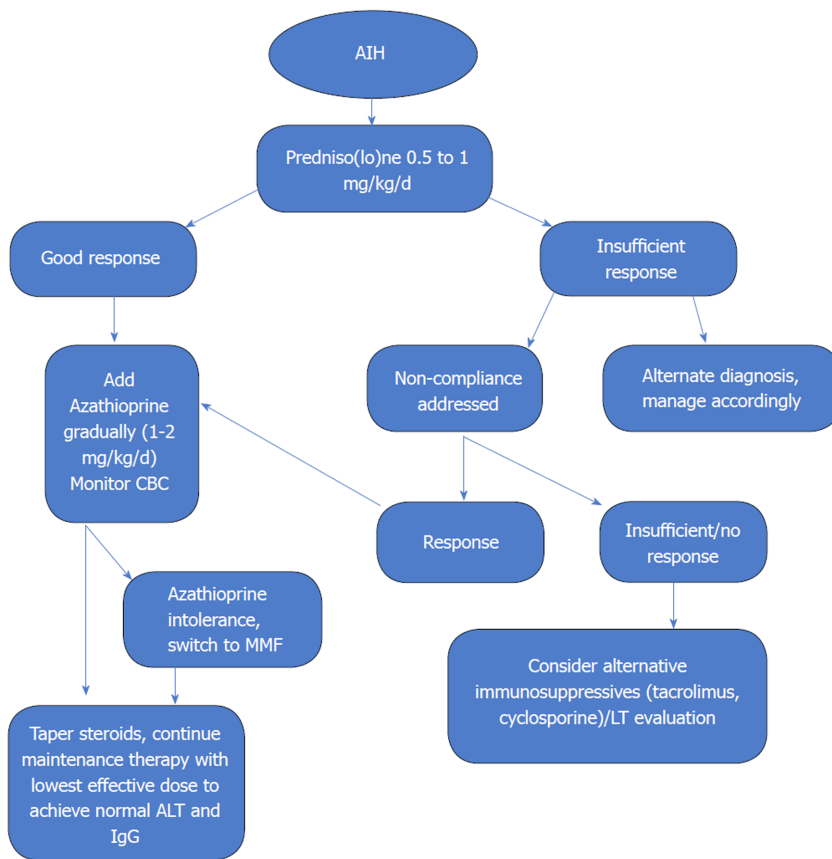 AIH
Predniso(lo)ne 0.5 to 1
mg/kg/d
Good response
Insufficient
response
Add
Azathioprine
gradually (1-2
mg/kg/d)
Monitor CBC
Non-compliance
addressed
Alternate diagnosis,
manage accordingly
Response
Insufficient/no
response
Azathioprine
intolerance,
switch to MMF
Consider alternative
immunosuppressives (tacrolimus,
cyclosporine)/LT evaluation
Taper steroids, continue
maintenance therapy with
lowest effective dose to
achieve normal ALT and
IgG